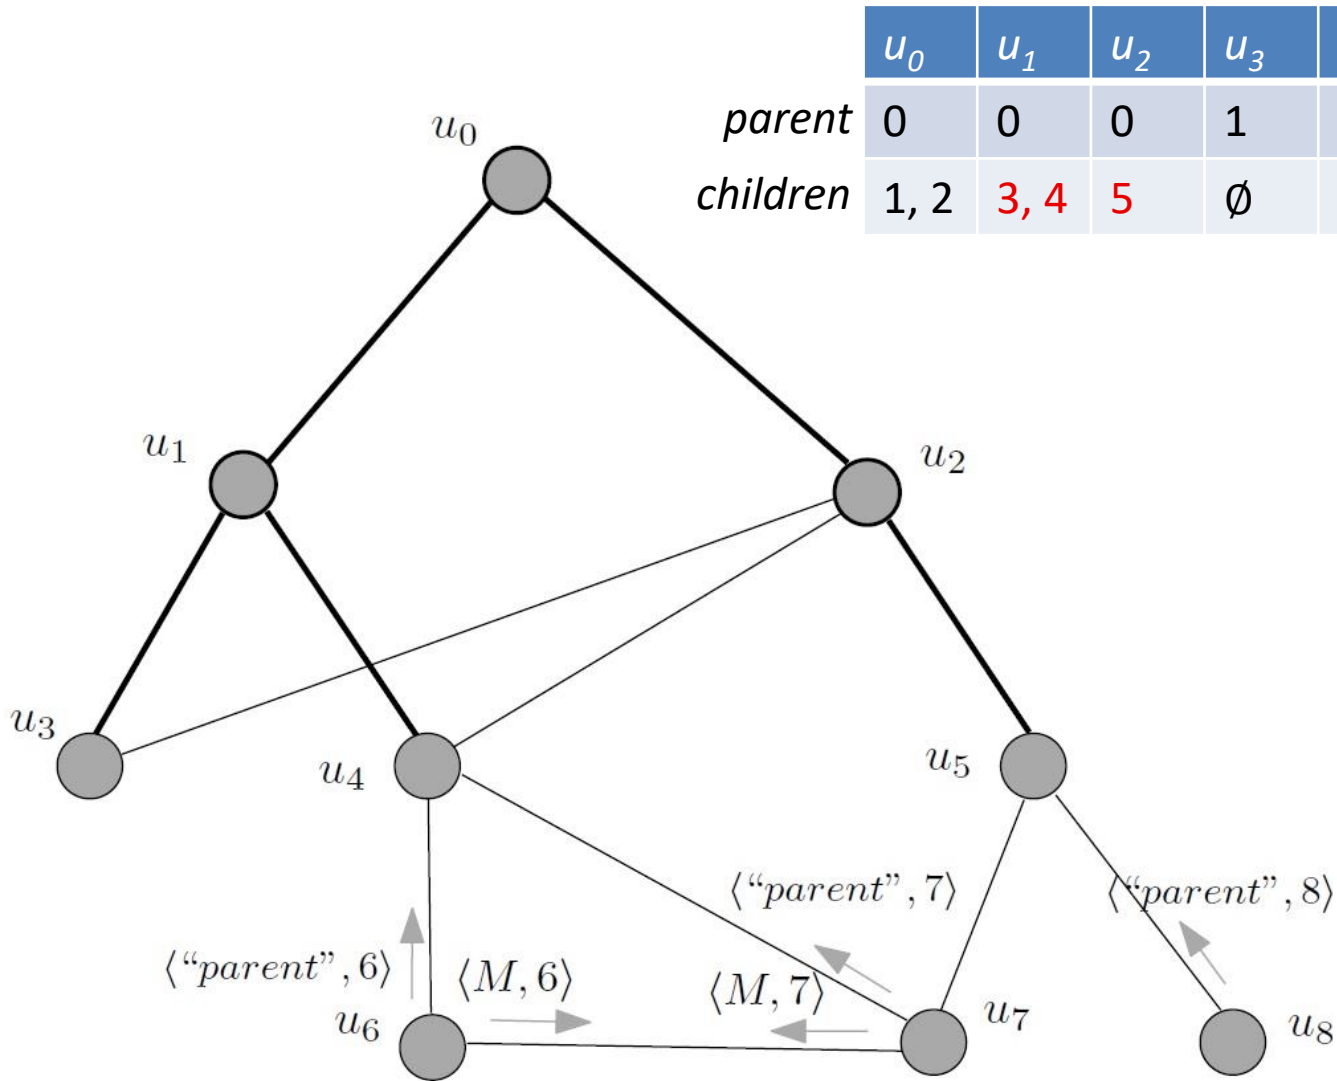 u₀ u₁ u₂ u₃
parent 0 0 0 1
children 1, 2 3, 4 5 ∅
u₀
u₁
u₂
u₃
u₄
u₅
⟨“parent”, 7⟩ ⟨“parent”, 8⟩
⟨“parent”, 6⟩ ⟨M, 6⟩ ⟨M, 7⟩
u₆ u₇ u₈